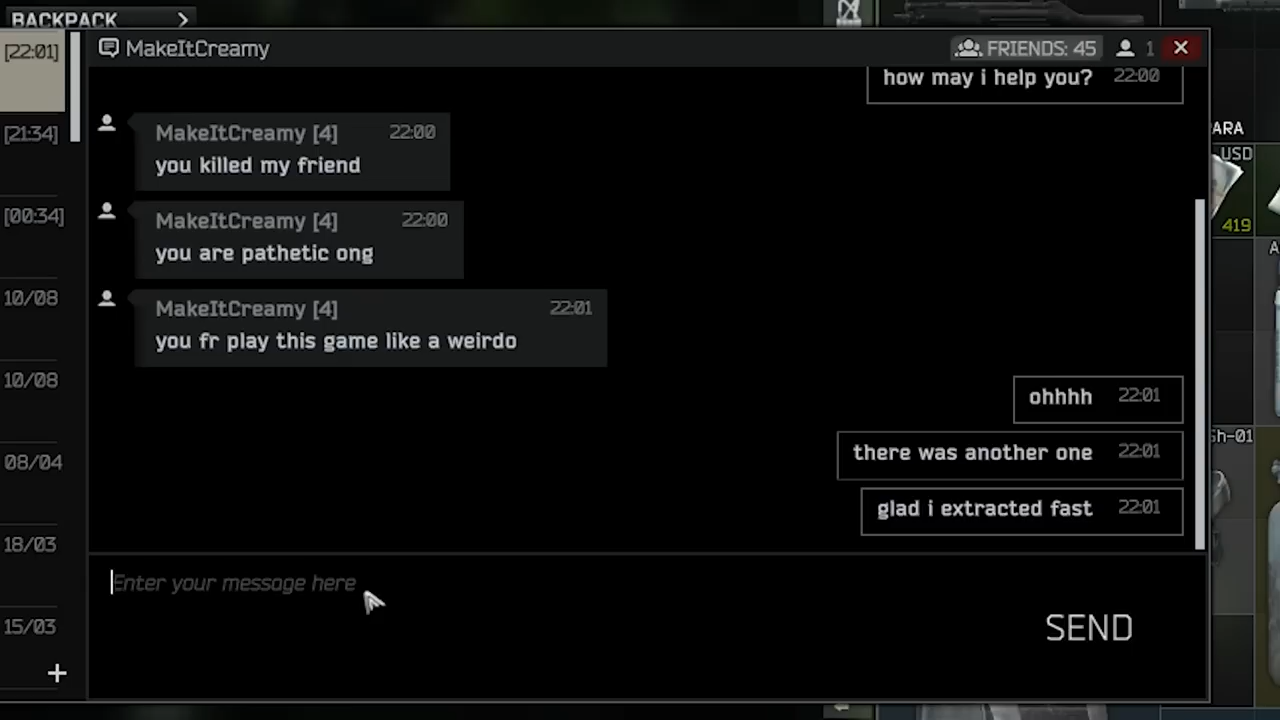 BACKPACK
[22:01]
MakeItCreamy
FRIENDS: 45
1
how may i help you? 22:00
MakeItCreamy [4] 22:00
you killed my friend
[21:34]
ARA
USD
MakeItCreamy [4] 22:00
you are pathetic ong
[00:34]
419
MakeItCreamy [4] 22:01
you fr play this game like a weirdo
10/08
10/08
ohhhh 22:01
there was another one 22:01
Sh-01
08/04
glad i extracted fast 22:01
18/03
Enter your message here
15/03
SEND